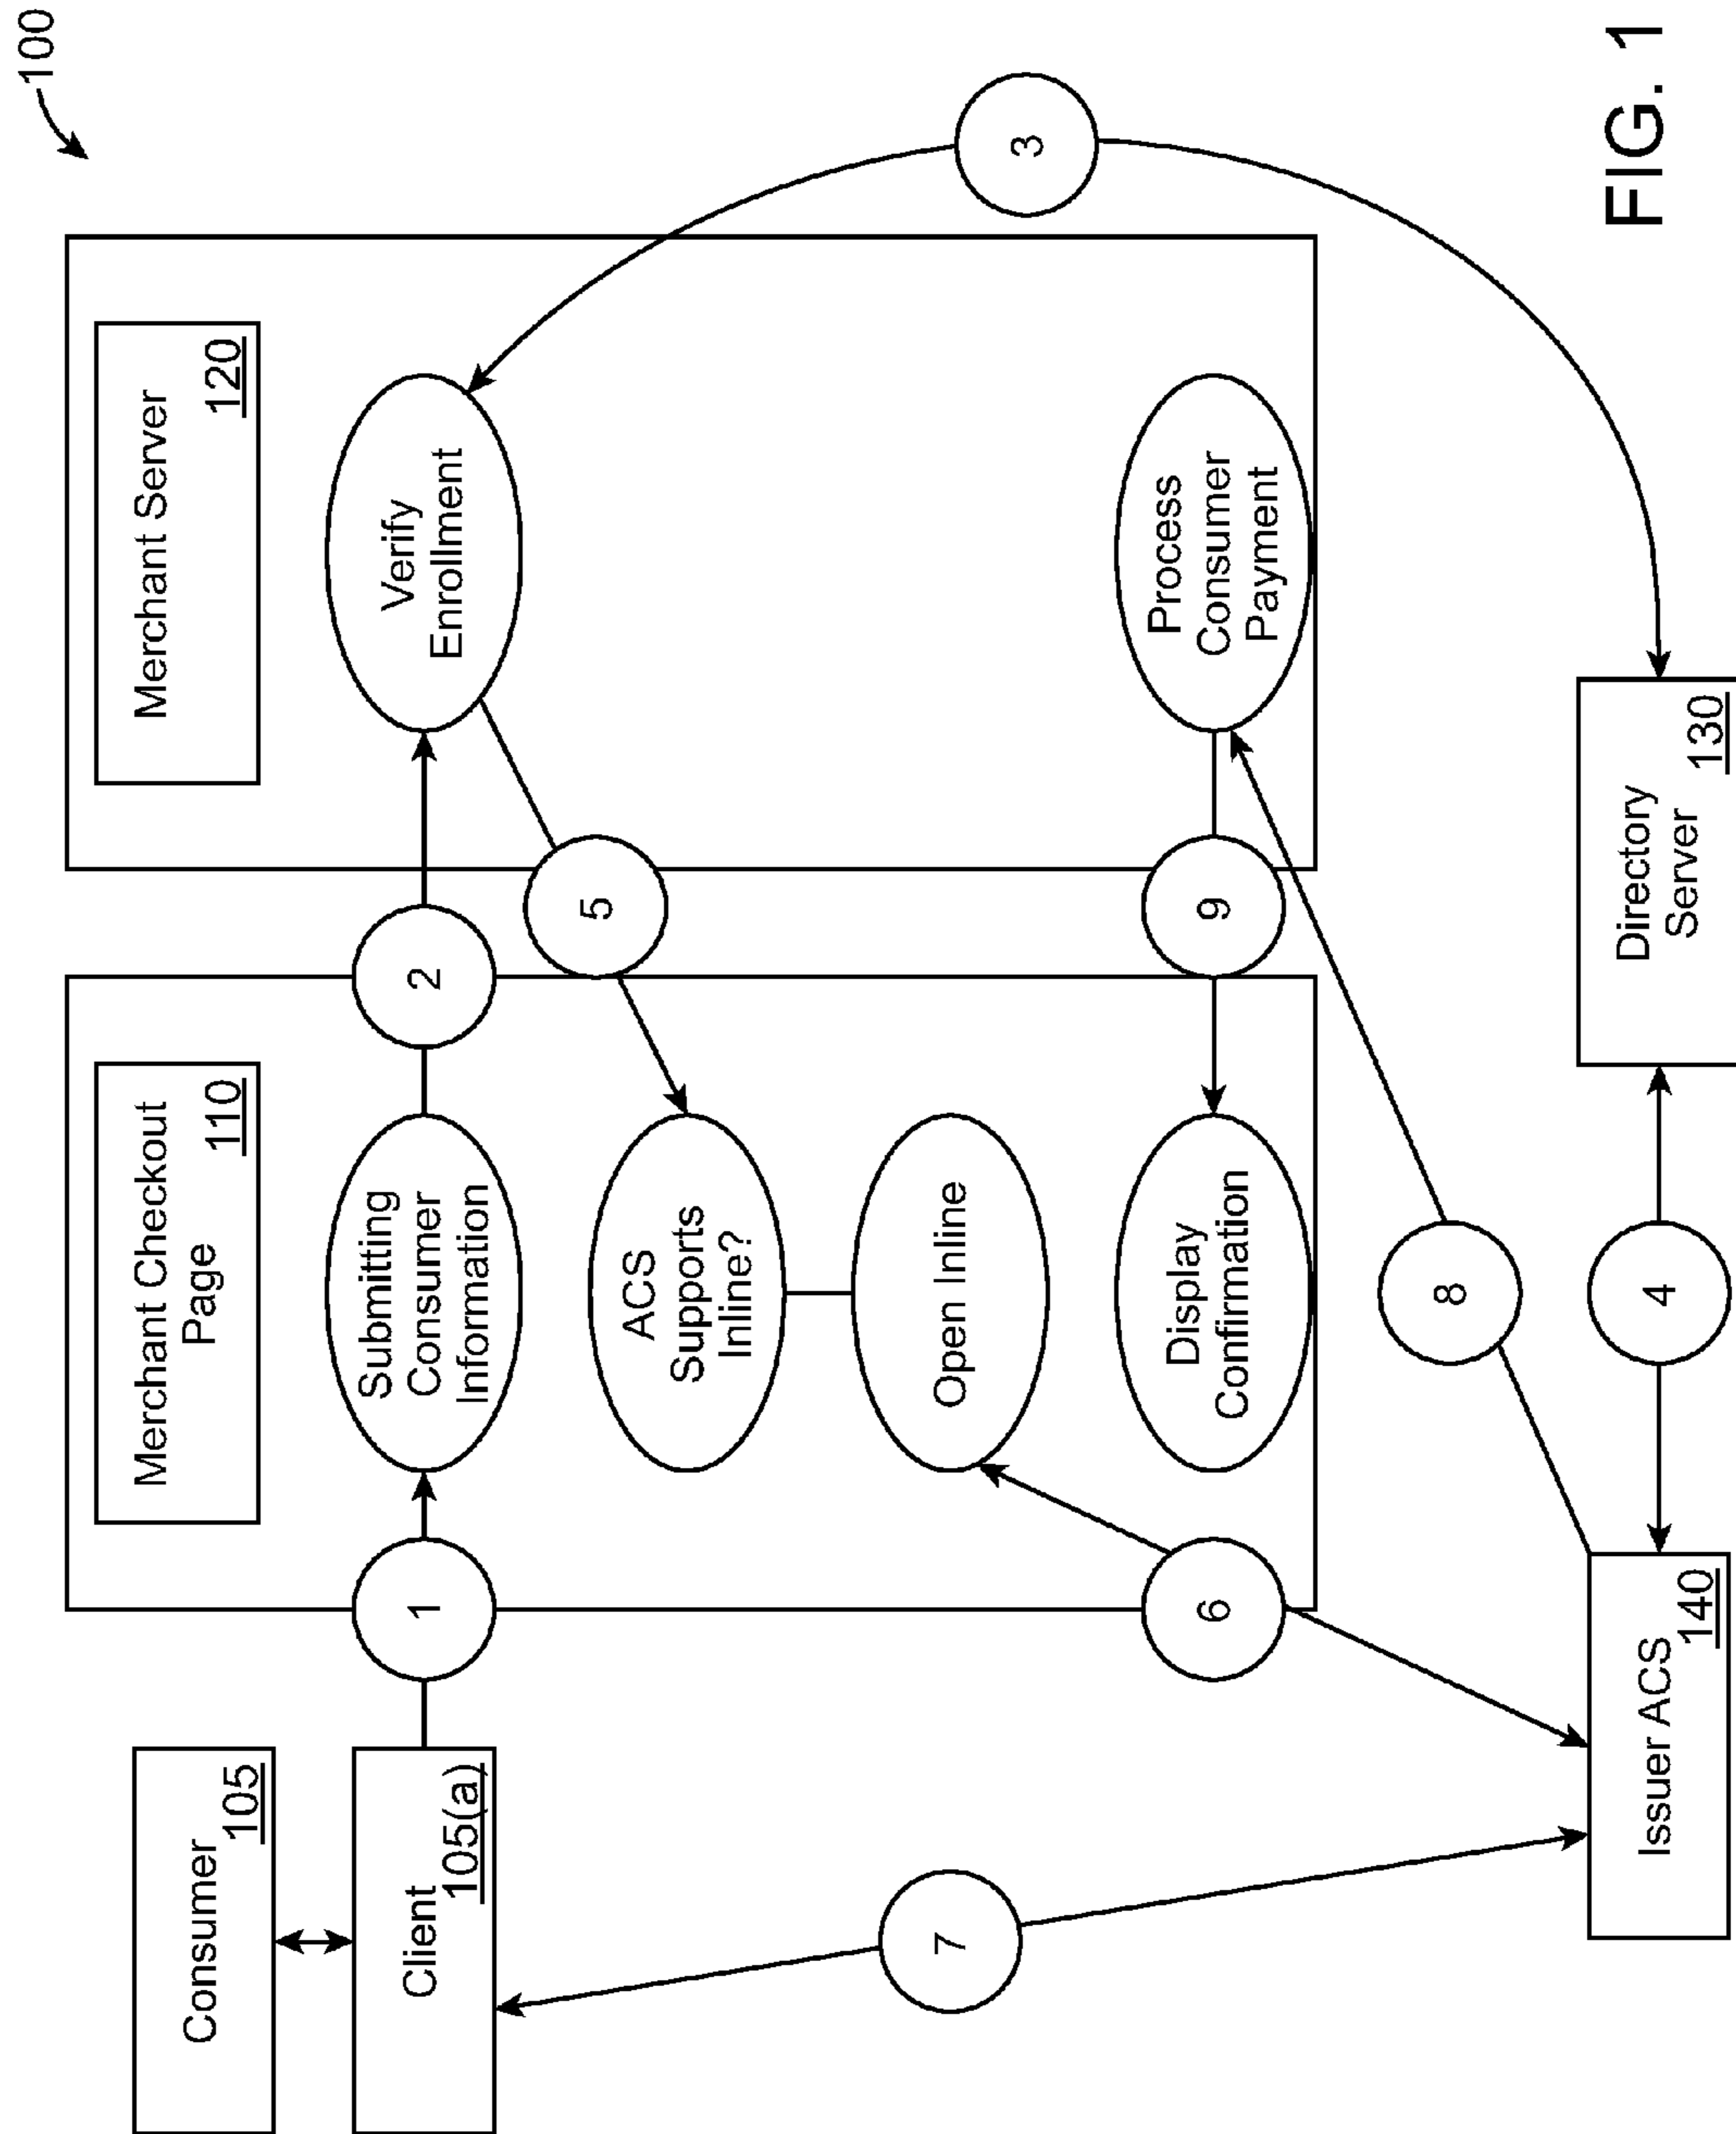 100
Consumer
105
Client
105(a)
Merchant Checkout
Page
110
Merchant Server
120
1
Submitting
Consumer
Information
2
Verify
Enrollment
ACS
Supports
Inline?
5
Open Inline
3
7
6
Display
Confirmation
9
Process
Consumer
Payment
8
Issuer ACS
140
4
Directory
Server
130
FIG. 1